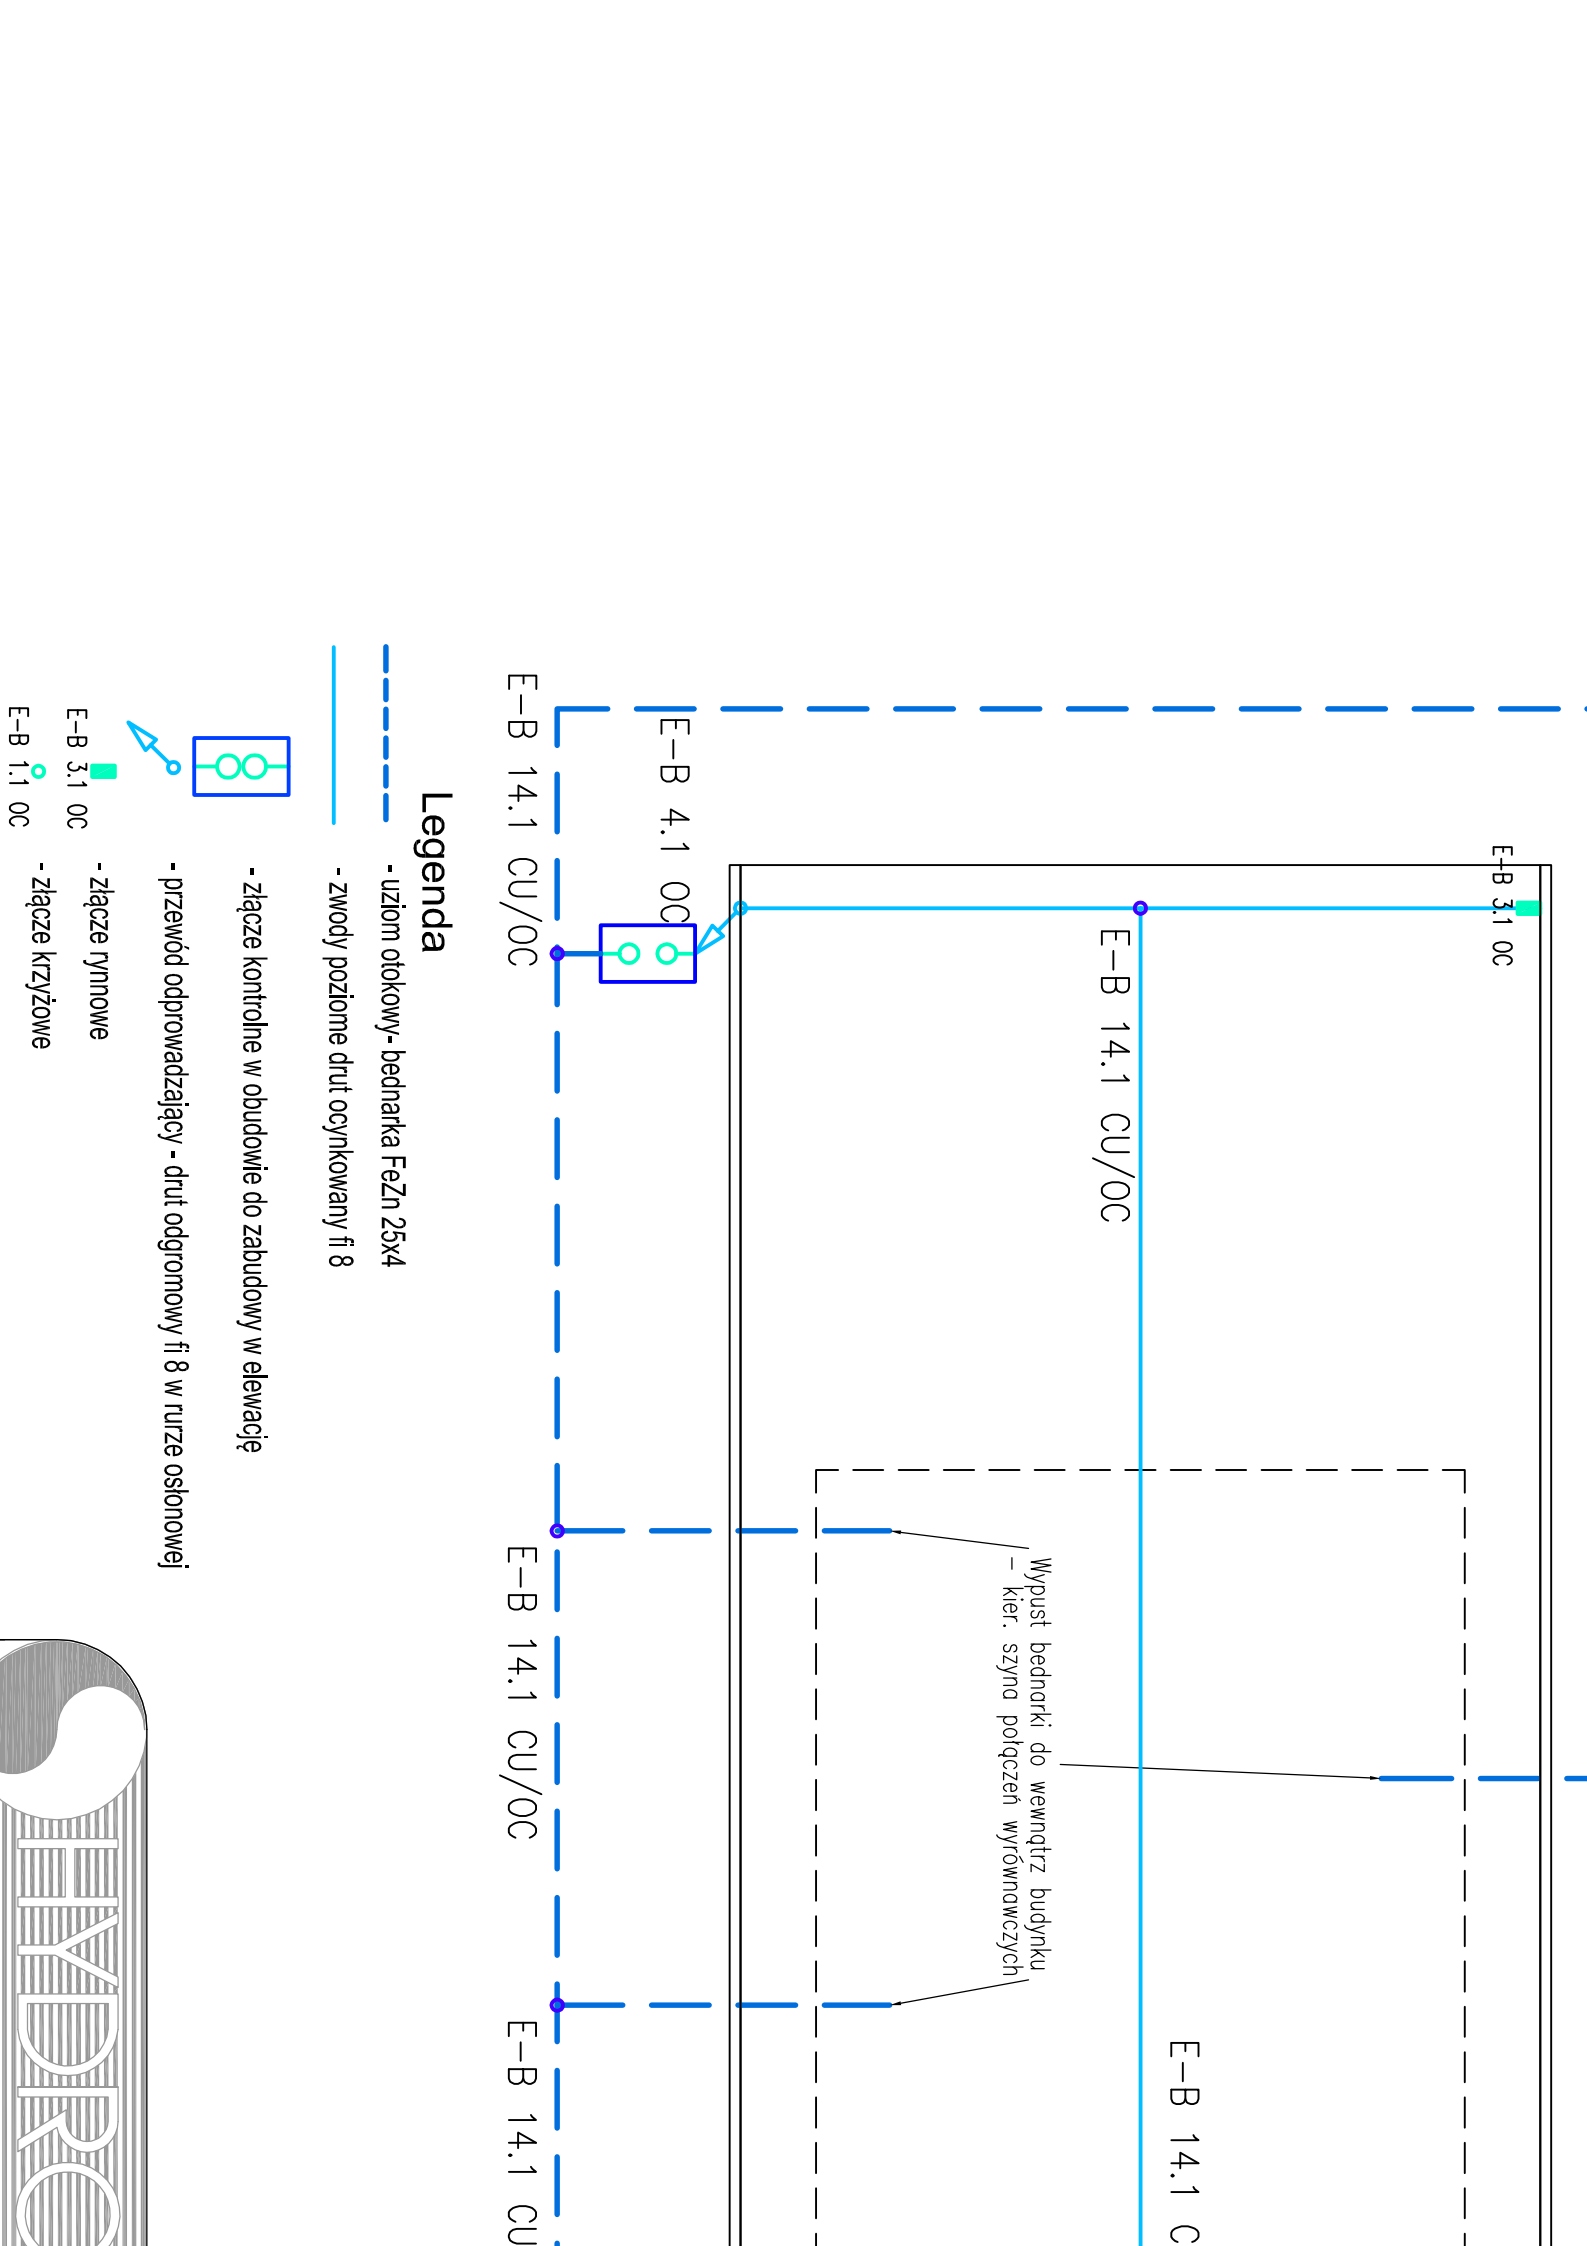 E-B 3.1 OC
E-B 14.1 CU/OC
E-B 14.1 C
Wypust bednarki do wewnątrz budynku
- kier. szyna połączeń wyrównawczych
E-B 4.1 OC
E-B 14.1 CU/OC
E-B 14.1 CU/OC
E-B 14.1 CU
Legenda
- uziom otokowy- bednarka FeZn 25x4
- zwody poziome drut ocynkowany fi 8
- złącze kontrolne w obudowie do zabudowy w elewację
- przewód odprowadzający - drut odgromowy fi 8 w rurze osłonowej
E-B 3.1 OC
- złącze rynnowe
E-B 1.1 OC
- złącze krzyżowe
HYDRO